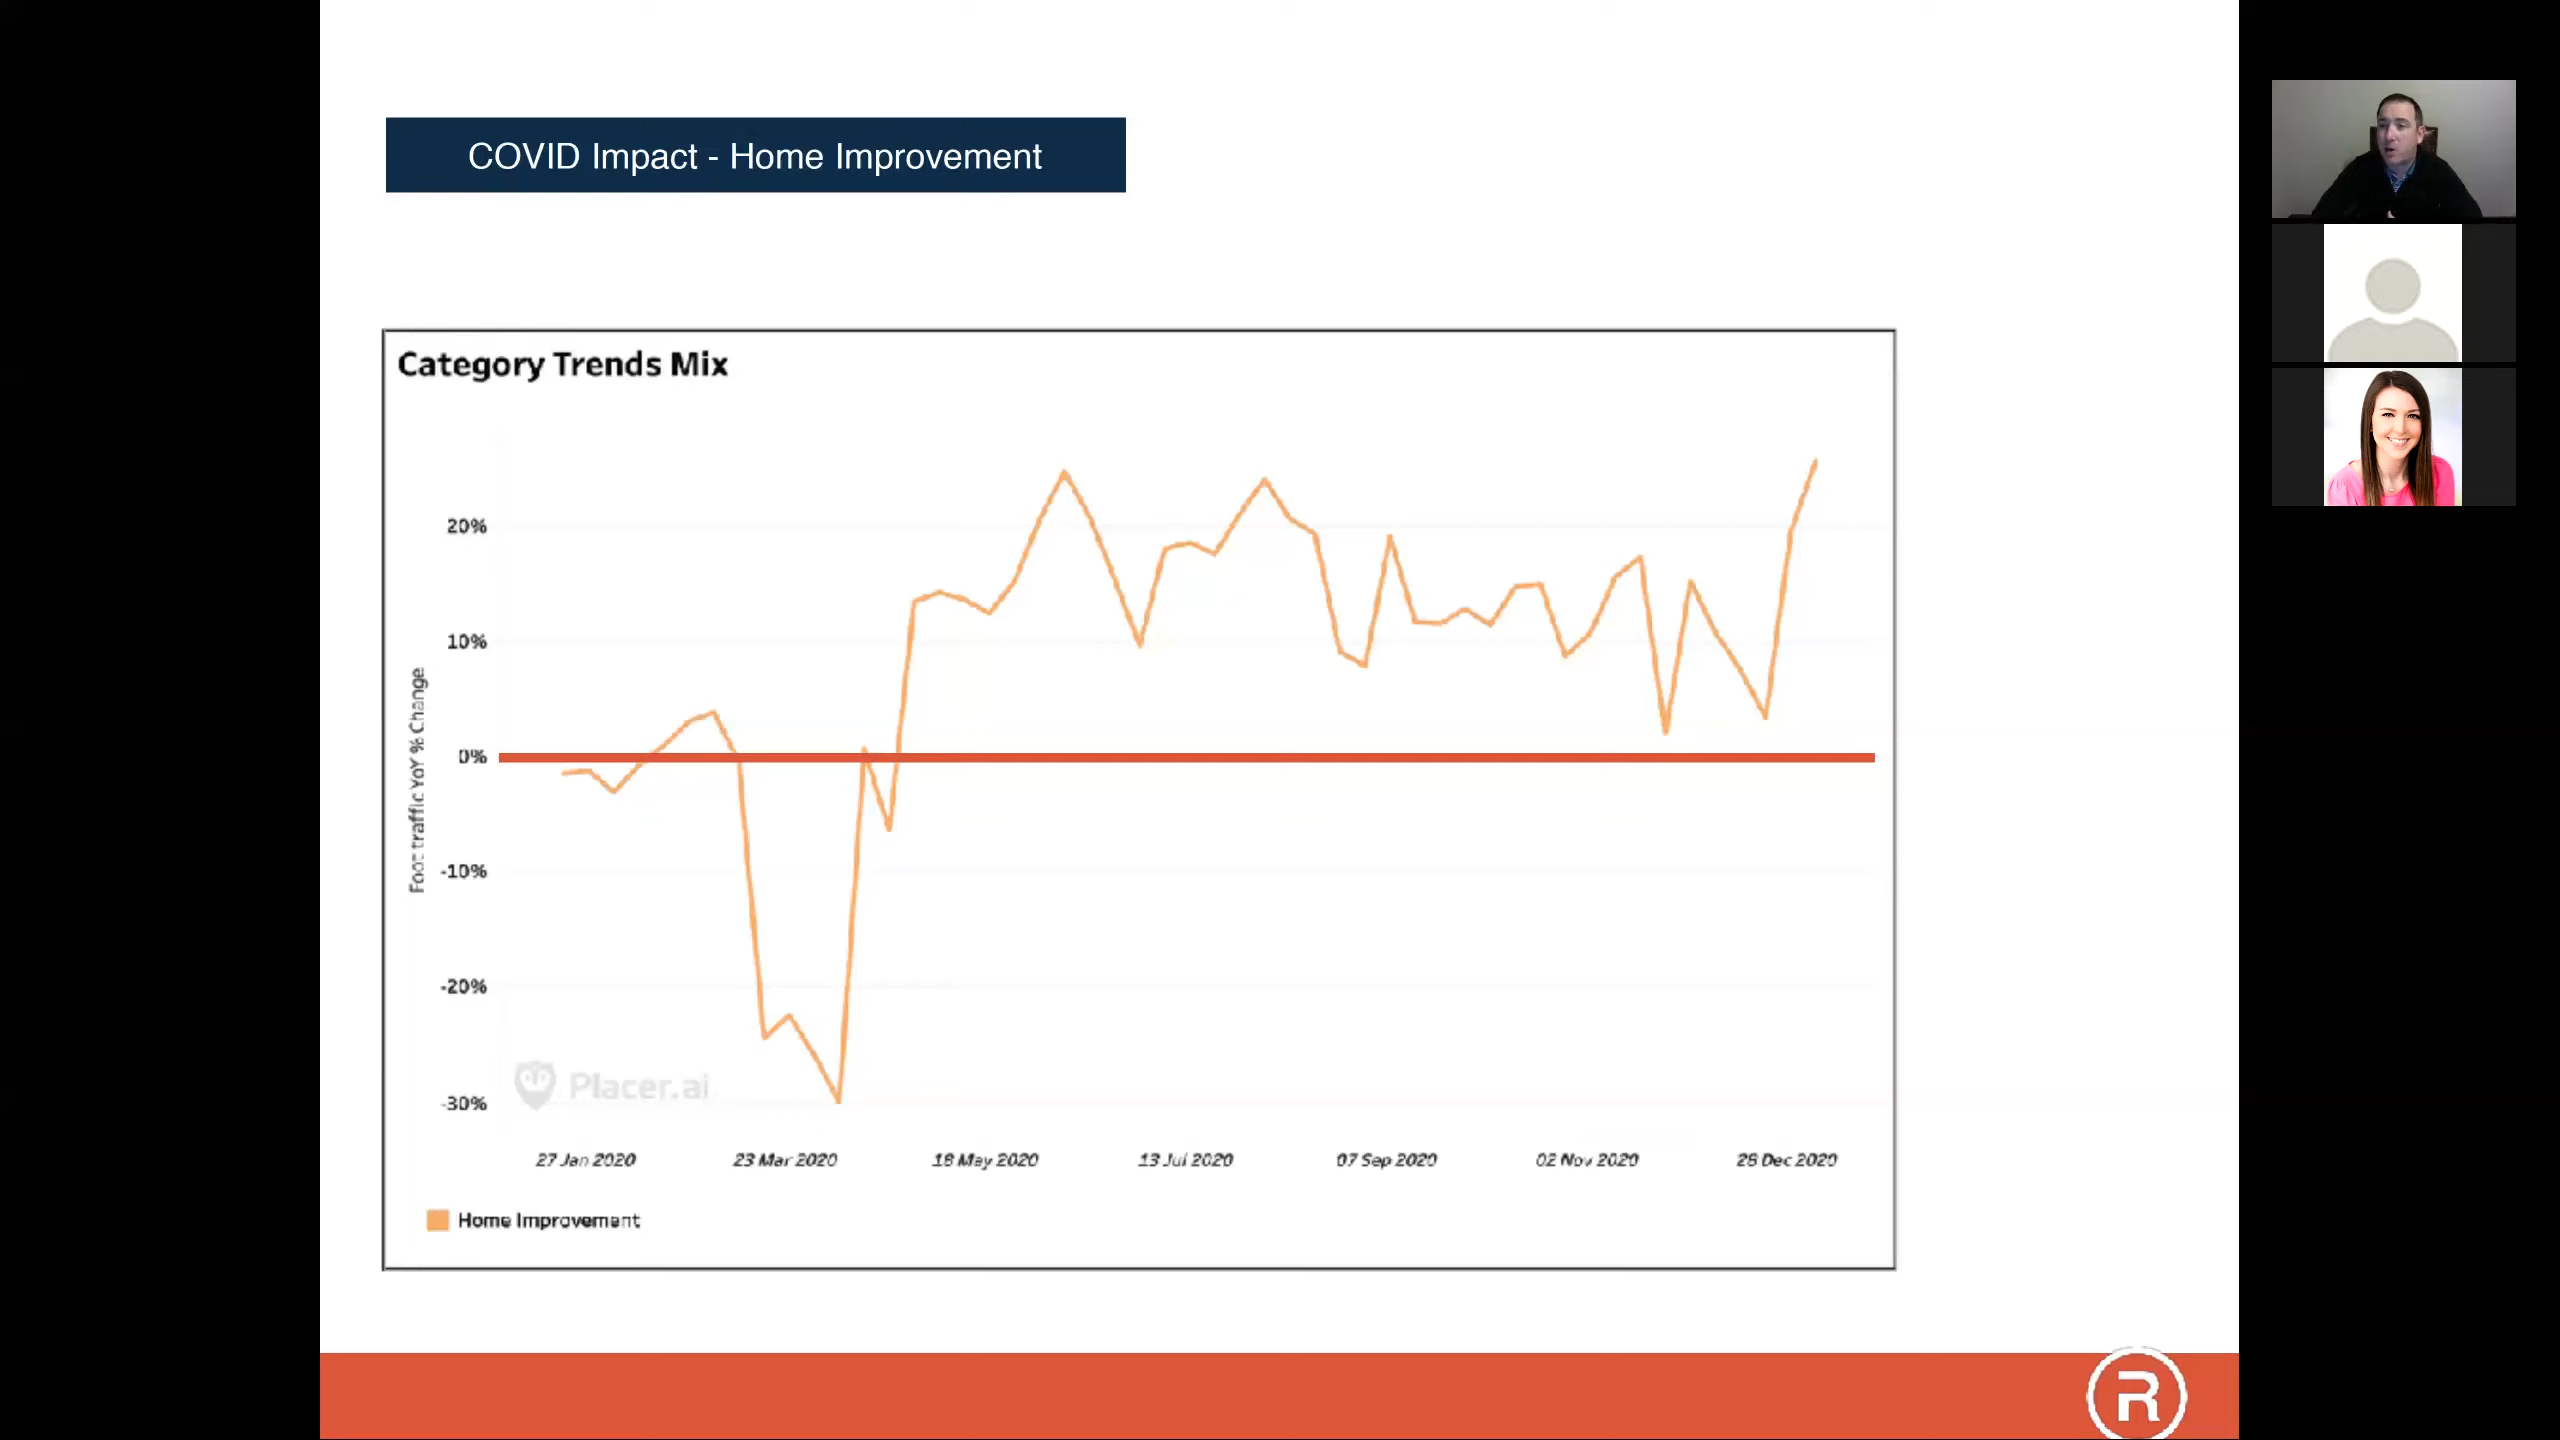 COVID Impact - Home Improvement
Category Trends Mix
Foot traffic YoY % Change
20%
10%
0%
-10%
-20%
-30%
Placer.ai
27 Jan 2020
23 Mar 2020
18 May 2020
13 Jul 2020
07 Sep 2020
02 Nov 2020
28 Dec 2020
Home Improvement
R